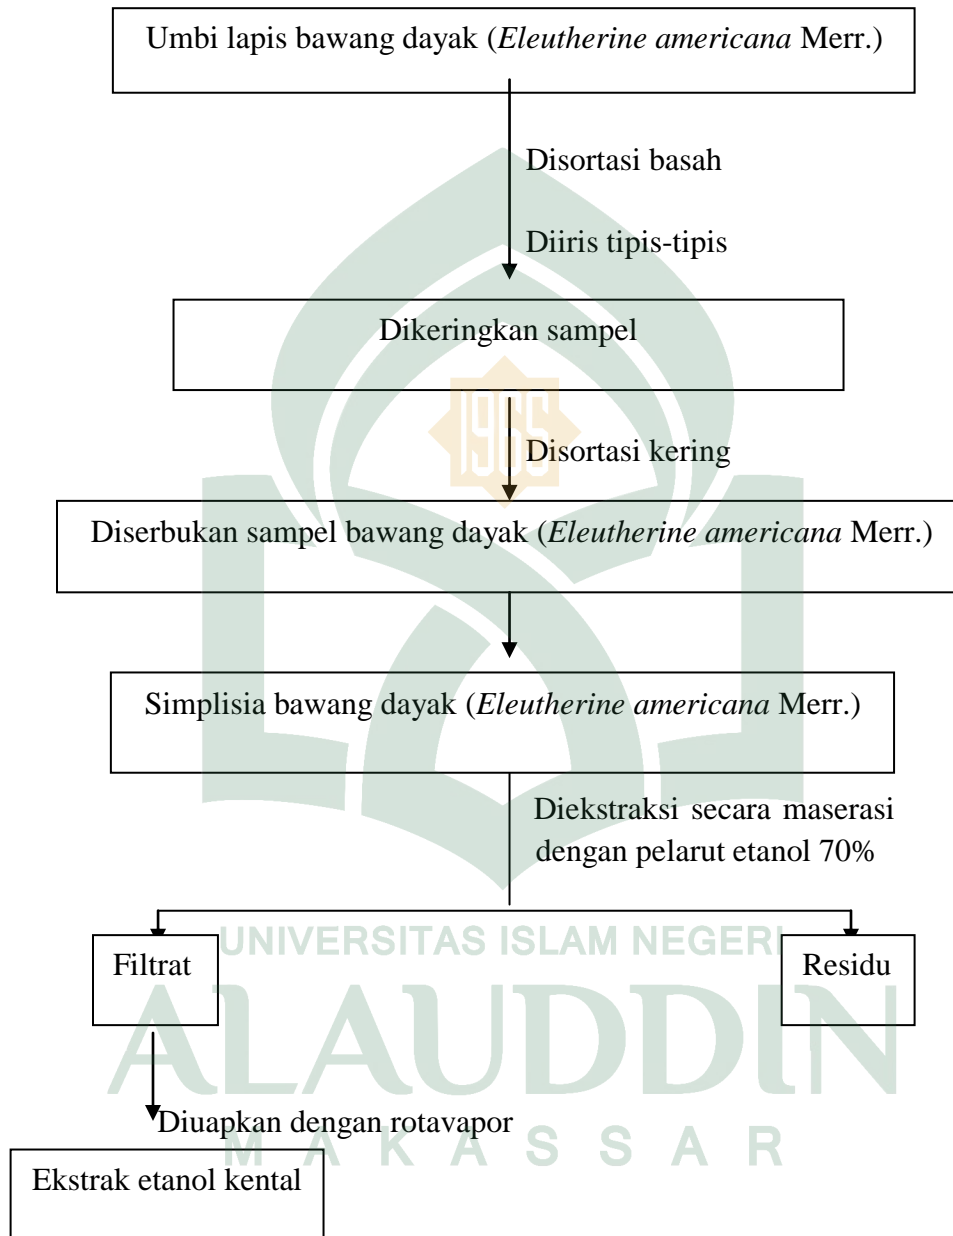 Umbi lapis bawang dayak (Eleutherine americana Merr.)
Disortasi basah
Diiris tipis-tipis
Dikeringkan sampel
1965
Disortasi kering
Diserbukan sampel bawang dayak (Eleutherine americana Merr.)
Simplisia bawang dayak (Eleutherine americana Merr.)
Diekstraksi secara maserasi
dengan pelarut etanol 70%
UNIVERSITAS ISLAM NEGERI
Filtrat
Residu
ALAUDDIN
Diuapkan dengan rotavapor
MAKASSAR
Ekstrak etanol kental